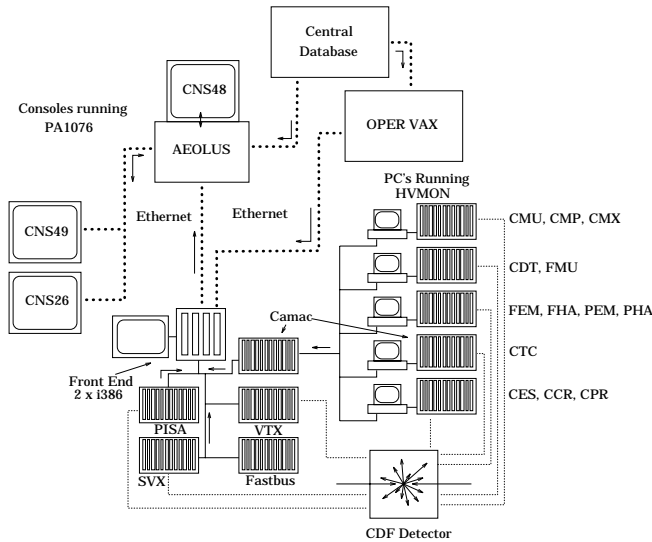 Central
Database
CNS48
Consoles running
PA1076
OPER VAX
AEOLUS
PC's Running
HVMON
Ethernet
Ethernet
CNS49
CMU, CMP, CMX
CDT, FMU
CNS26
FEM, FHA, PEM, PHA
Camac
CTC
Front End
2 x i386
CES, CCR, CPR
PISA
VTX
SVX
Fastbus
CDF Detector